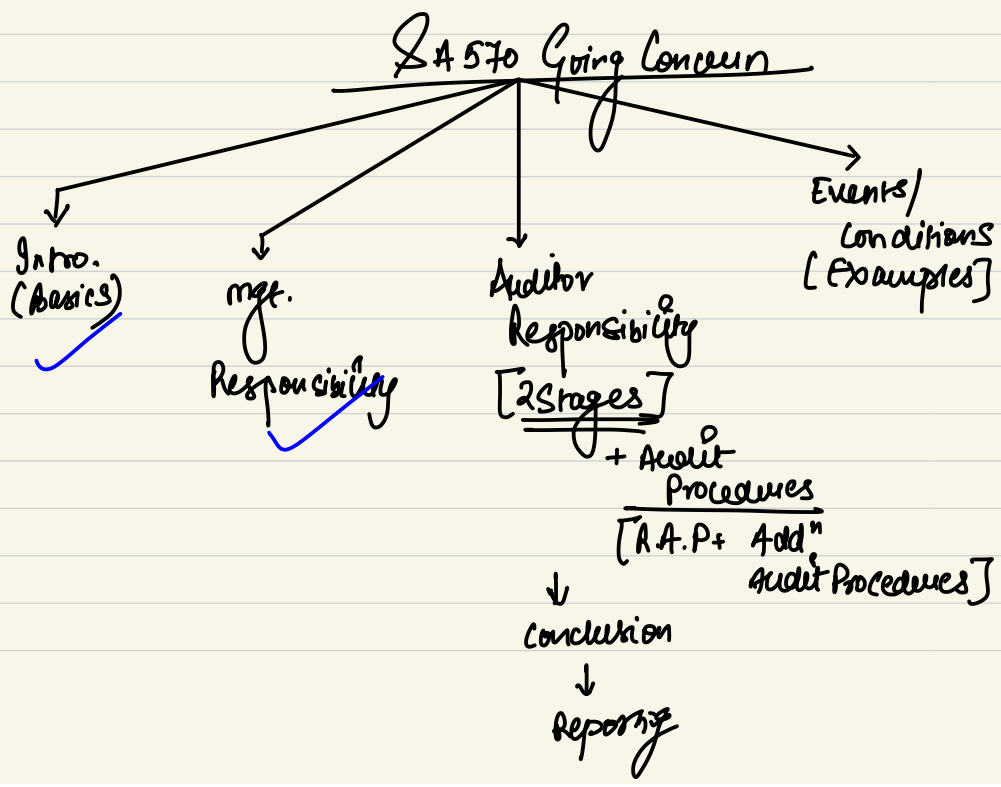 SA 570 Going Concern
Intro.
(Basics)
mgt.
Responsibility
Auditor
Responsibility
[2 Stages]
+ Audit
Procedures
[R.A.P + Addⁿ
Audit Procedures]
↓
Conclusion
↓
Reporting
Events/
Conditions
[Examples]